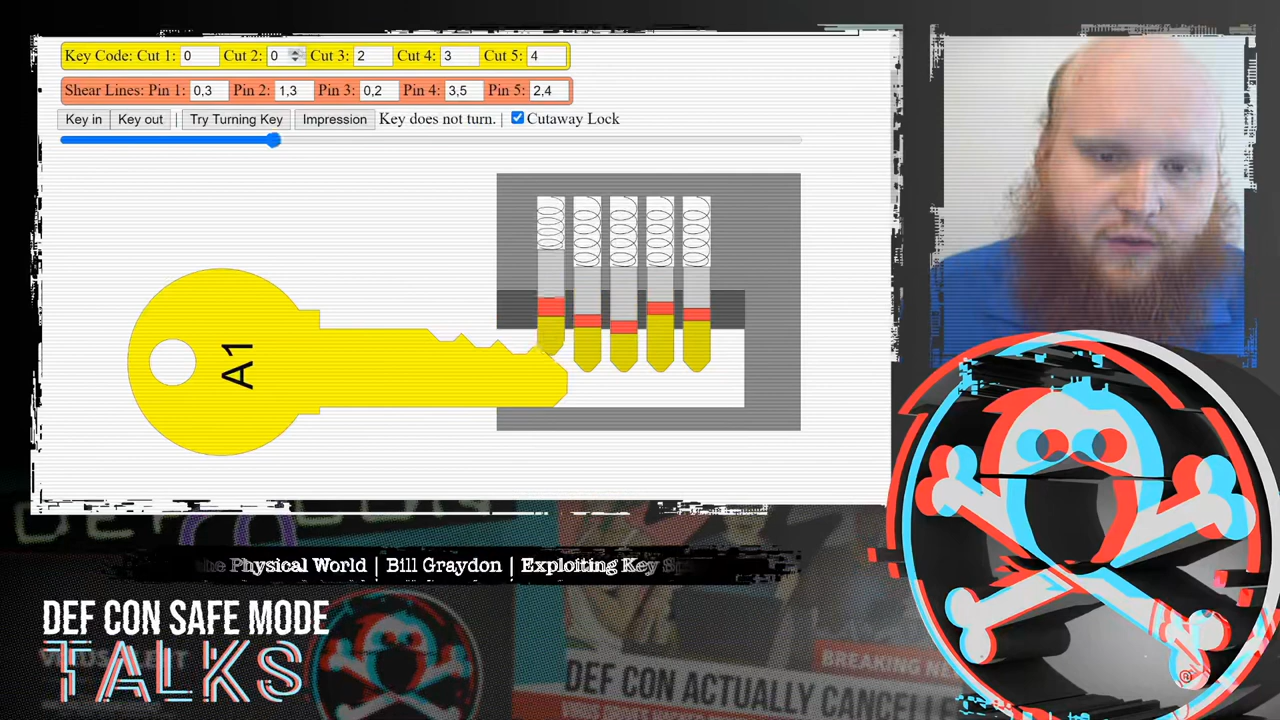 Key Code: Cut 1: 0 Cut 2: 0 Cut 3: 2 Cut 4: 3 Cut 5: 4
Shear Lines: Pin 1: 0,3 Pin 2: 1,3 Pin 3: 0,2 Pin 4: 3,5 Pin 5: 2,4
Key in Key out | Try Turning Key Impression Key does not turn. | Cutaway Lock
A1
Physical World | Bill Graydon | Exploiting Key
DEF CON SAFE MODE
TALKS
BREAKING
DEF CON ACTUALLY